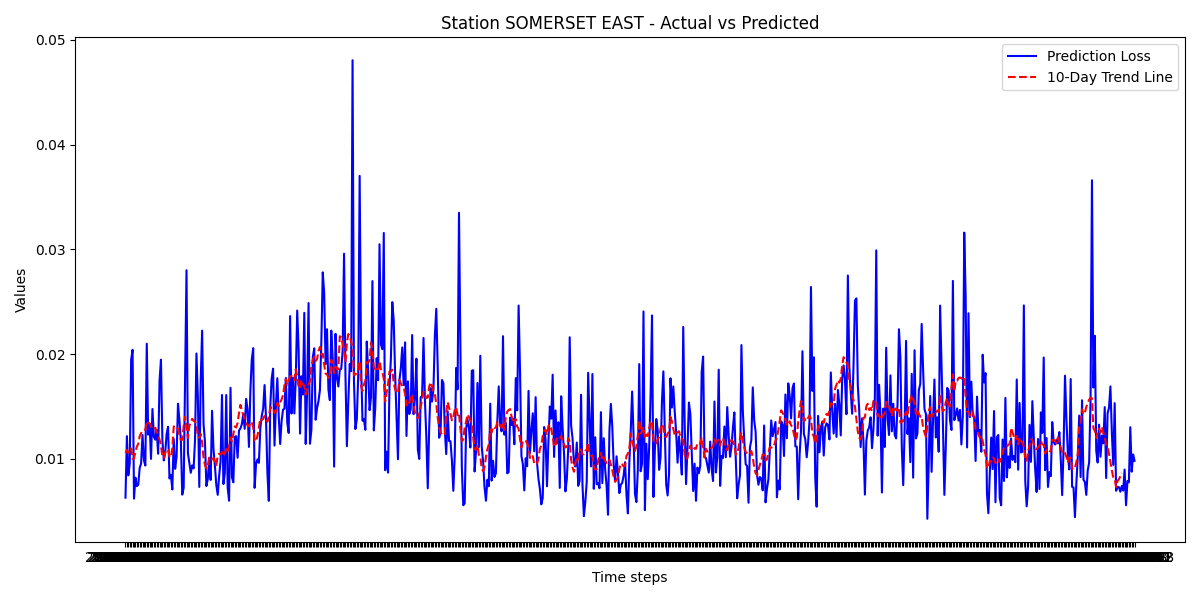 Station SOMERSET EAST - Actual vs Predicted
Prediction Loss
10-Day Trend Line
0.05
0.04
0.03
0.02
0.01
Values
Time steps